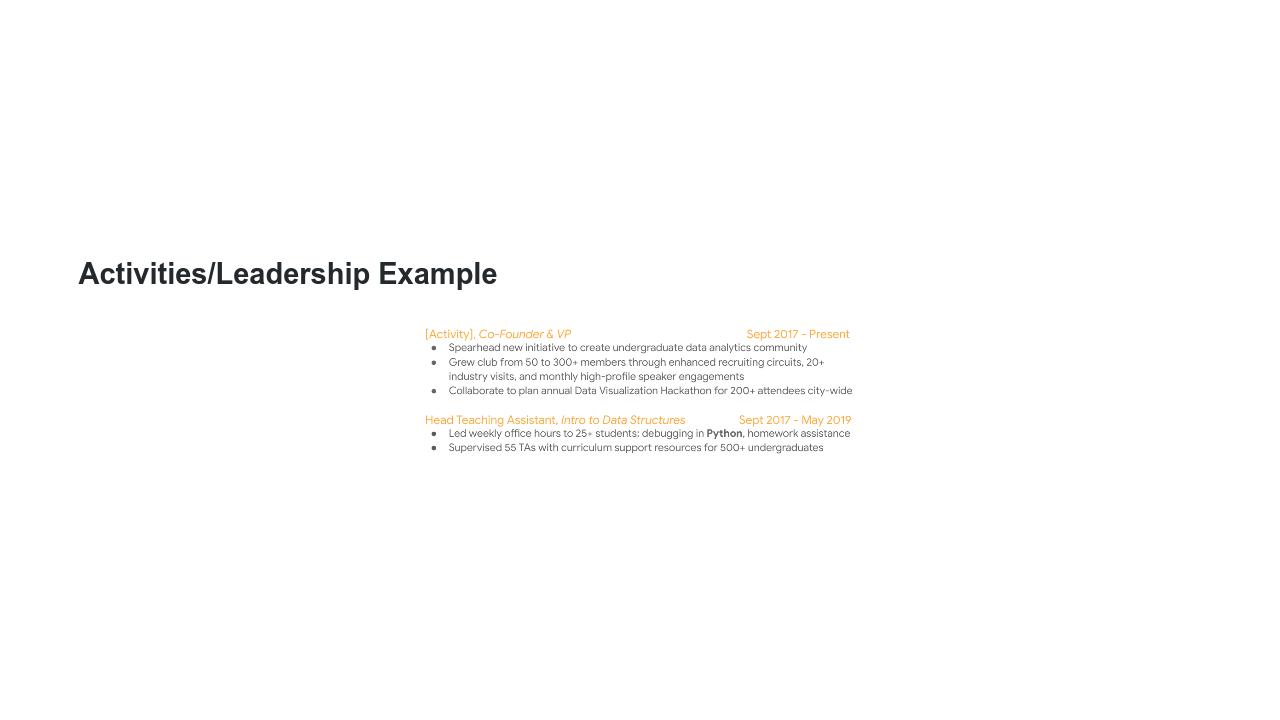 Activities/Leadership Example
[Activity], Co-Founder & VP Sept 2017 - Present
● Spearhead new initiative to create undergraduate data analytics community
● Grew club from 50 to 300+ members through enhanced recruiting circuits, 20+
industry visits, and monthly high-profile speaker engagements
● Collaborate to plan annual Data Visualization Hackathon for 200+ attendees city-wide
Head Teaching Assistant, Intro to Data Structures Sept 2017 - May 2019
● Led weekly office hours to 25+ students: debugging in Python, homework assistance
● Supervised 55 TAs with curriculum support resources for 500+ undergraduates